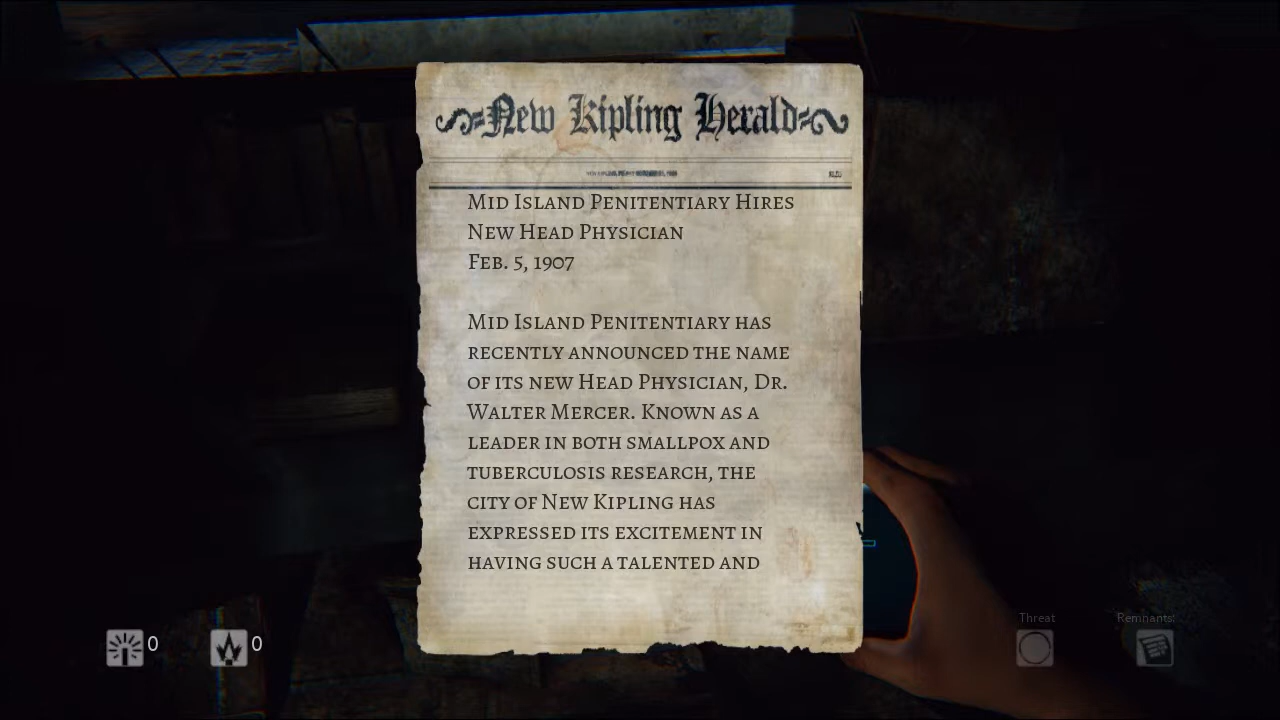 New Kipling Herald
Mid Island Penitentiary Hires
New Head Physician
Feb. 5, 1907
Mid Island Penitentiary has
recently announced the name
of its new Head Physician, Dr.
Walter Mercer. Known as a
leader in both smallpox and
tuberculosis research, the
city of New Kipling has
expressed its excitement in
having such a talented and
0
0
Threat
Remnants: